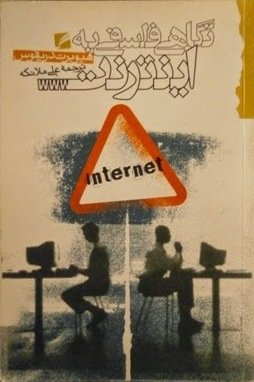 نگاهی فلسفی به
اینترنت
هیوبرت دریفوس
ترجمه علی ملائکه
www
internet